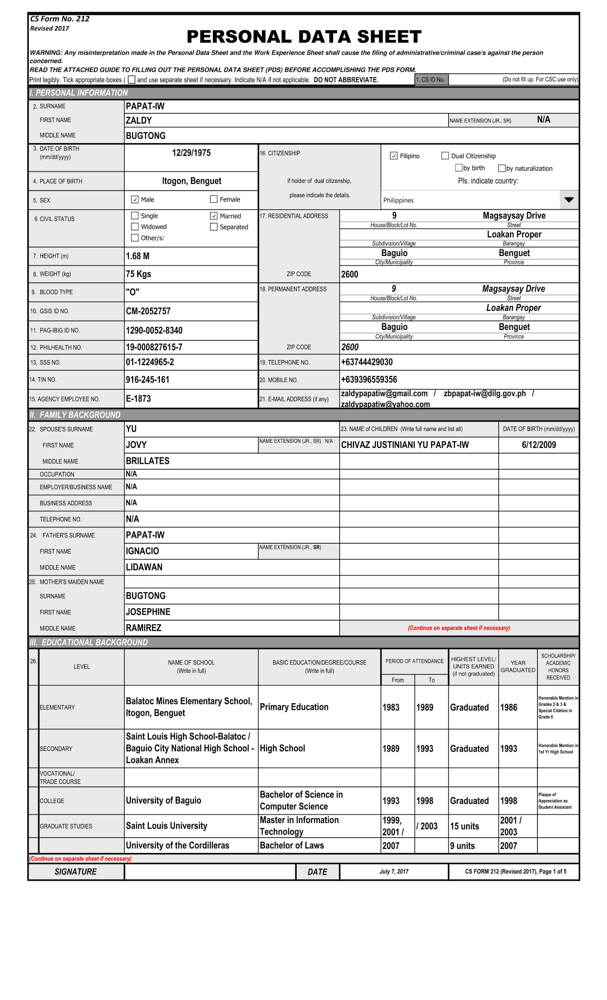 CS Form No. 212
Revised 2017
PERSONAL DATA SHEET
WARNING: Any misinterpretation made in the Personal Data Sheet and the Work Experience Sheet shall cause the filing of administrative/criminal case/s against the person
concerned.
READ THE ATTACHED GUIDE TO FILLING OUT THE PERSONAL DATA SHEET (PDS) BEFORE ACCOMPLISHING THE PDS FORM.
Print legibly. Tick appropriate boxes ( and use separate sheet if necessary. Indicate N/A if not applicable. DO NOT ABBREVIATE. 1. CS ID No. (Do not fill up. For CSC use only)
I. PERSONAL INFORMATION
2. SURNAME PAPAT-IW
FIRST NAME ZALDY NAME EXTENSION (JR., SR) N/A
MIDDLE NAME BUGTONG
3. DATE OF BIRTH
(mm/dd/yyyy)
12/29/1975
16. CITIZENSHIP
If holder of dual citizenship,
please indicate the details.
✓ Filipino Dual Citizenship
by birth by naturalization
Pls. indicate country:
Philippines
4. PLACE OF BIRTH Itogon, Benguet
5. SEX ✓ Male Female
6 CIVIL STATUS Single ✓ Married
Widowed Separated
Other/s:
17. RESIDENTIAL ADDRESS 9 Magsaysay Drive
House/Block/Lot No. Street
Loakan Proper
Subdivision/Village Barangay
7. HEIGHT (m) 1.68 M Baguio Benguet
City/Municipality Province
8. WEIGHT (kg) 75 Kgs ZIP CODE 2600
9. BLOOD TYPE "O" 18. PERMANENT ADDRESS 9 Magsaysay Drive
House/Block/Lot No. Street
10. GSIS ID NO. CM-2052757 Loakan Proper
Subdivision/Village Barangay
11. PAG-IBIG ID NO. 1290-0052-8340 Baguio Benguet
City/Municipality Province
12. PHILHEALTH NO. 19-000827615-7 ZIP CODE 2600
13. SSS NO. 01-1224965-2 19. TELEPHONE NO. +63744429030
14. TIN NO. 916-245-161 20. MOBILE NO. +639396559356
15. AGENCY EMPLOYEE NO. E-1873 21. E-MAIL ADDRESS (if any) zaldypapatiw@gmail.com / zbpapat-iw@dilg.gov.ph /
zaldypapatiw@yahoo.com
II. FAMILY BACKGROUND
22. SPOUSE'S SURNAME YU 23. NAME of CHILDREN (Write full name and list all) DATE OF BIRTH (mm/dd/yyyy)
FIRST NAME JOVY NAME EXTENSION (JR., SR) N/A CHIVAZ JUSTINIANI YU PAPAT-IW 6/12/2009
MIDDLE NAME BRILLATES
OCCUPATION N/A
EMPLOYER/BUSINESS NAME N/A
BUSINESS ADDRESS N/A
TELEPHONE NO. N/A
24. FATHER'S SURNAME PAPAT-IW
FIRST NAME IGNACIO NAME EXTENSION (JR., SR)
MIDDLE NAME LIDAWAN
25. MOTHER'S MAIDEN NAME
SURNAME BUGTONG
FIRST NAME JOSEPHINE
MIDDLE NAME RAMIREZ (Continue on separate sheet if necessary)
III. EDUCATIONAL BACKGROUND
26. LEVEL
NAME OF SCHOOL
(Write in full)
BASIC EDUCATION/DEGREE/COURSE
(Write in full)
PERIOD OF ATTENDANCE
From To
HIGHEST LEVEL/
UNITS EARNED
(if not graduated)
YEAR
GRADUATED
SCHOLARSHIP/
ACADEMIC
HONORS
RECEIVED
ELEMENTARY
Balatoc Mines Elementary School,
Itogon, Benguet
Primary Education 1983 1989 Graduated 1986
Honorable Mention in
Grades 2 & 3 &
Special Citation in
Grade 6
SECONDARY
Saint Louis High School-Balatoc /
Baguio City National High School -
Loakan Annex
High School 1989 1993 Graduated 1993
Honorable Mention in
1st Yr High School
VOCATIONAL/
TRADE COURSE
COLLEGE University of Baguio
Bachelor of Science in
Computer Science
1993 1998 Graduated 1998
Plaque of
Appreciation as
Student Assistant
GRADUATE STUDIES Saint Louis University
Master in Information
Technology
1999,
2001 /
/ 2003 15 units
2001 /
2003
University of the Cordilleras Bachelor of Laws 2007 9 units 2007
(Continue on separate sheet if necessary)
SIGNATURE DATE July 7, 2017 CS FORM 212 (Revised 2017), Page 1 of 5